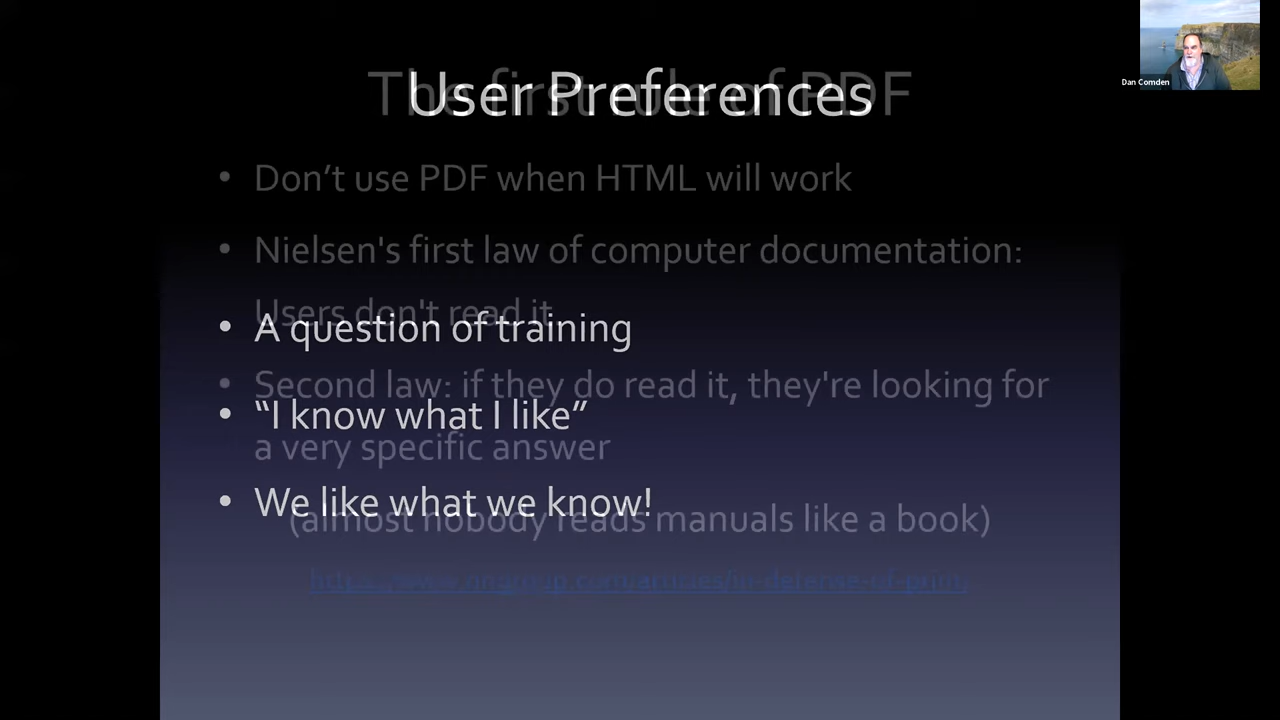 The first rule of PDF
User Preferences
Dan Comden
• Don’t use PDF when HTML will work
• Nielsen's first law of computer documentation:
Users don't read it
• A question of training
• Second law: if they do read it, they're looking for
• “I know what I like”
a very specific answer
• We like what we know!
(almost nobody reads manuals like a book)
https://www.nngroup.com/articles/in-defense-of-print/